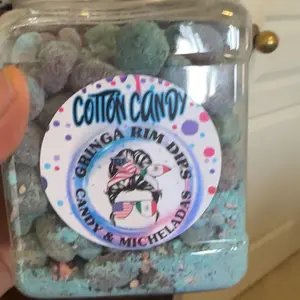 COTTON CANDY
GRINGA RIM DIPS
CANDY & MICHELADAS